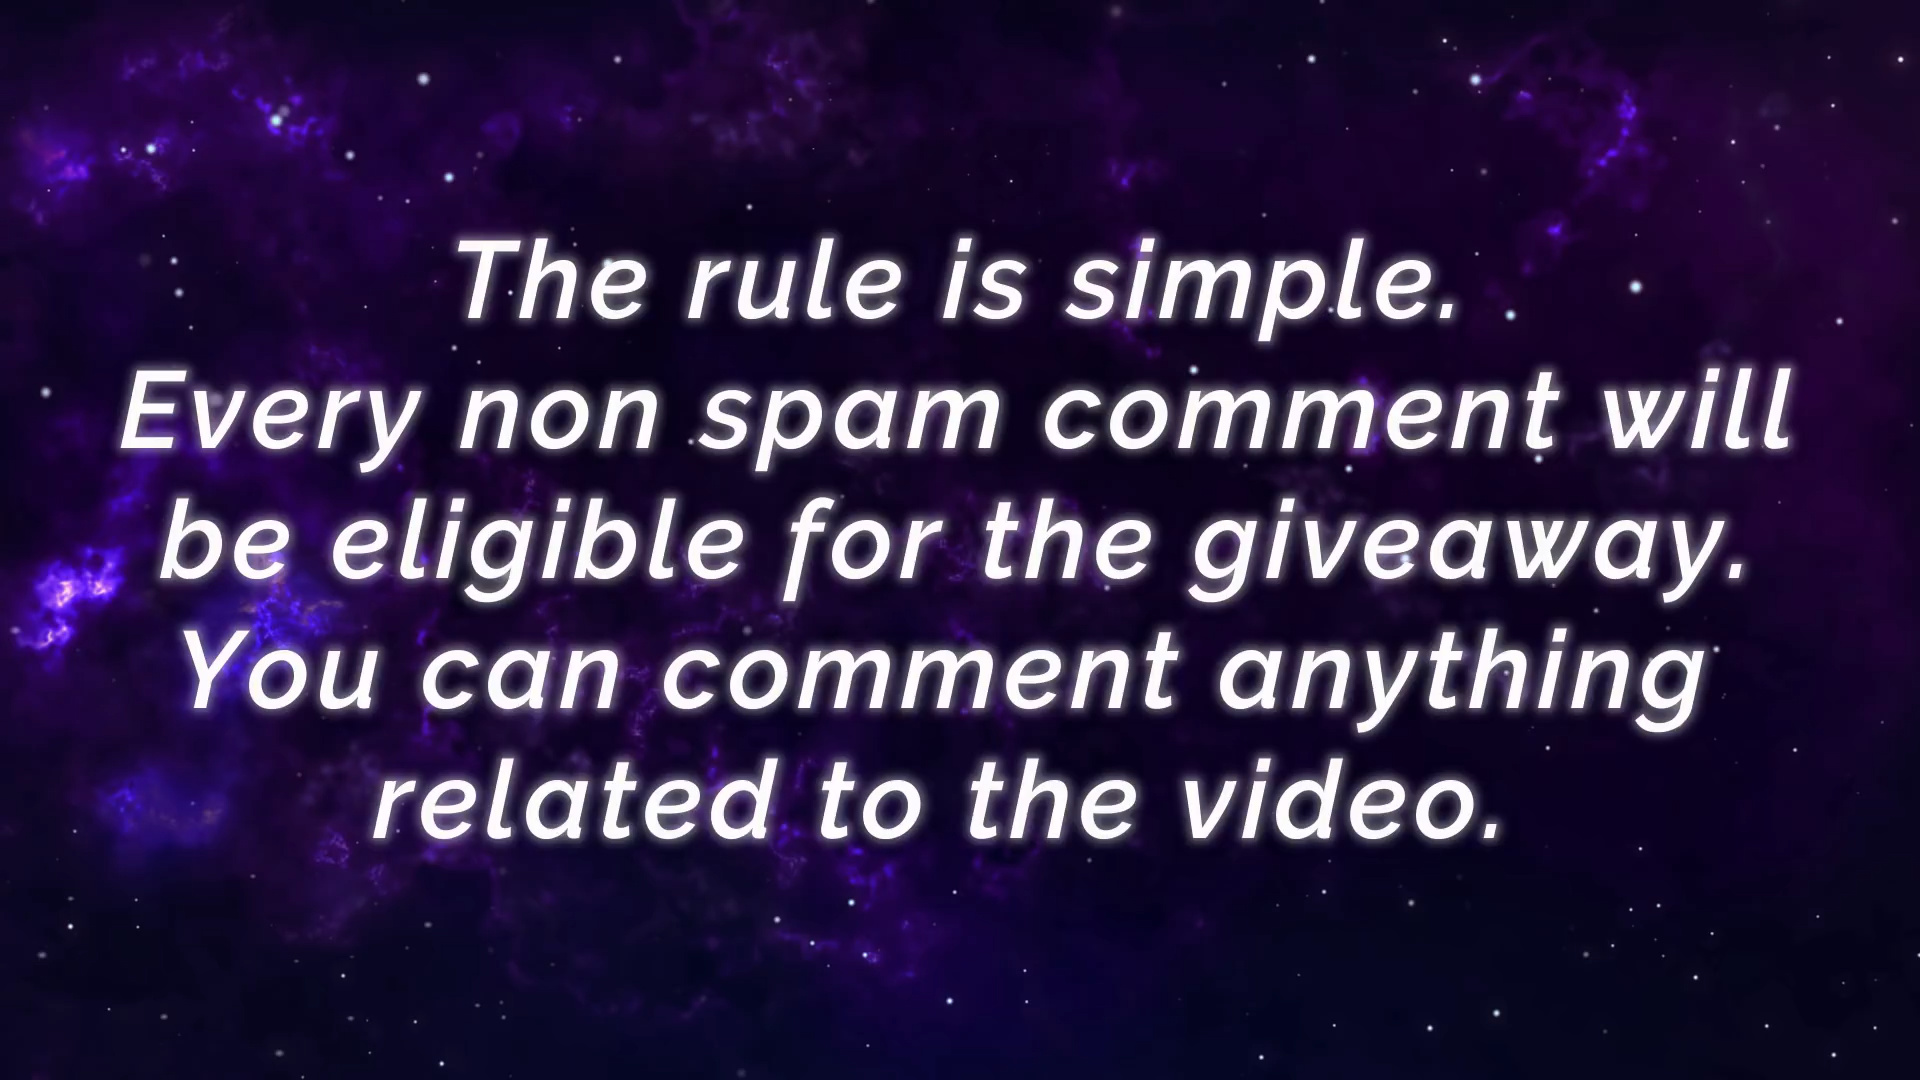 The rule is simple.
Every non spam comment will
be eligible for the giveaway.
You can comment anything
related to the video.